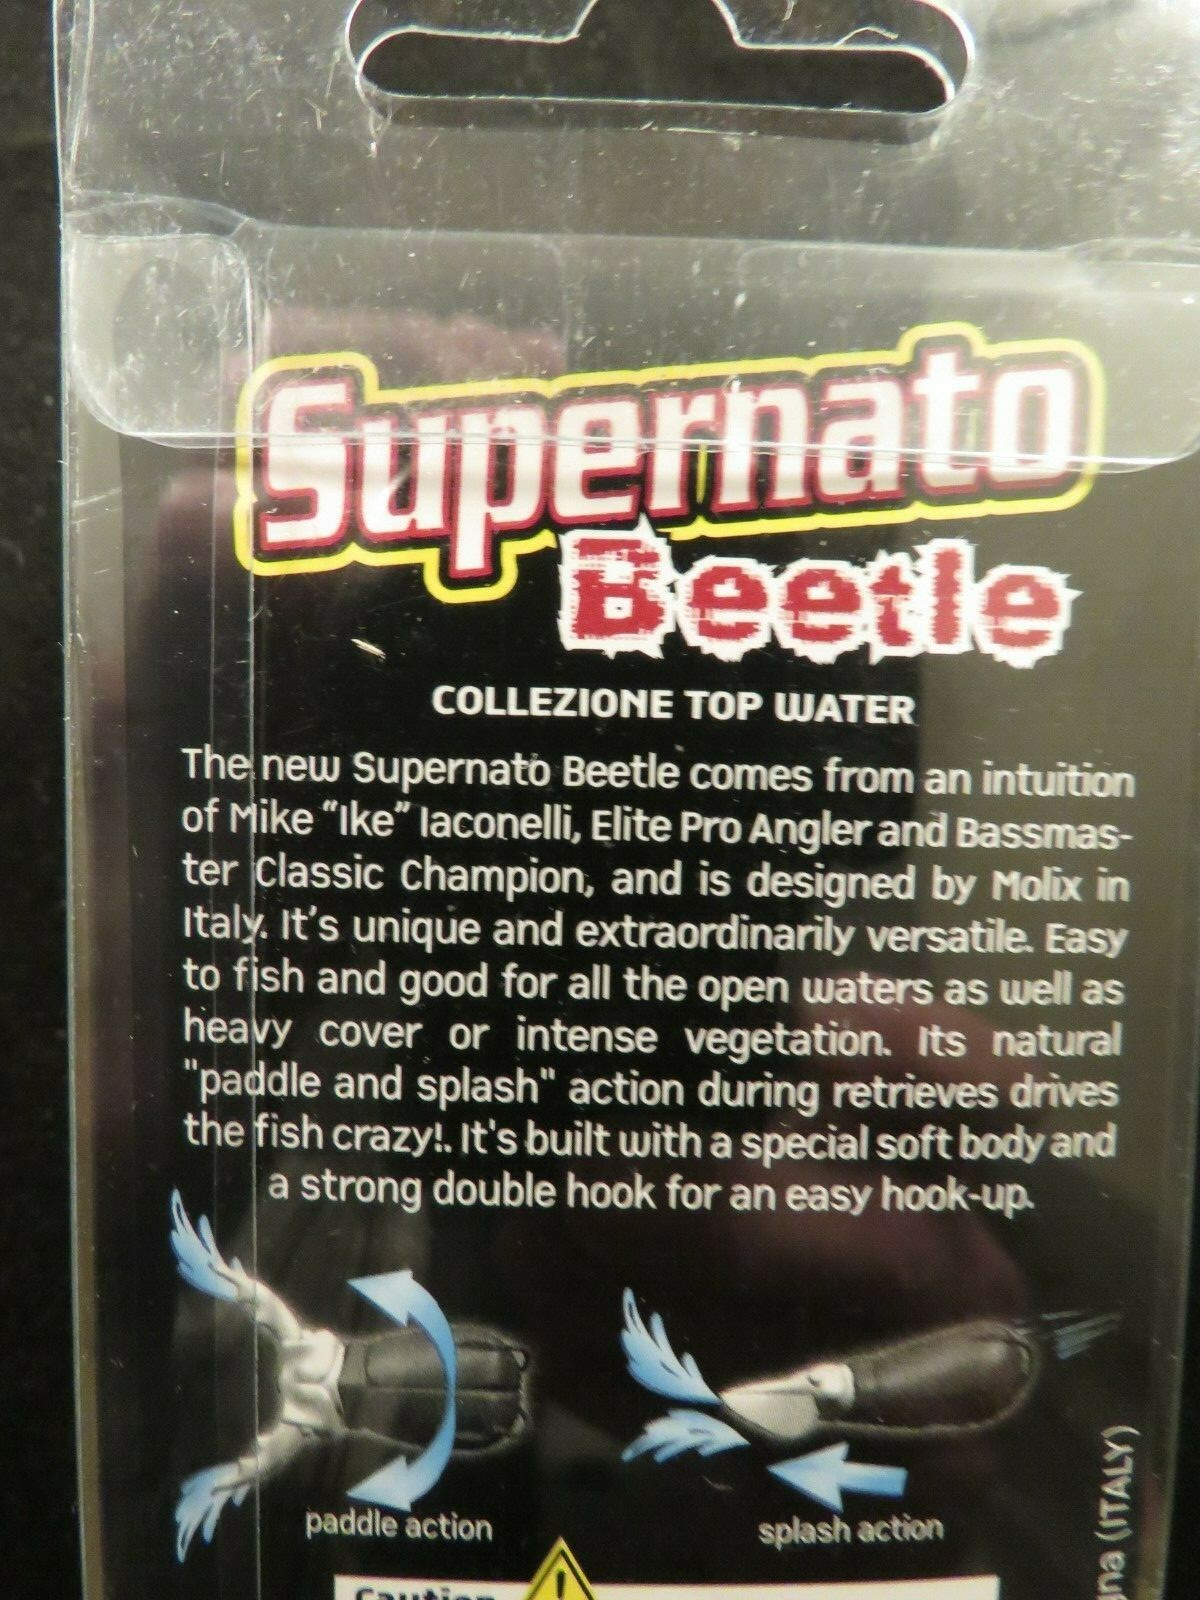 Supernato
Beetle
COLLEZIONE TOP WATER
The new Supernato Beetle comes from an intuition
of Mike “Ike” Iaconelli, Elite Pro Angler and Bassmas-
ter Classic Champion, and is designed by Molix in
Italy. It’s unique and extraordinarily versatile. Easy
to fish and good for all the open waters as well as
heavy cover or intense vegetation. Its natural
"paddle and splash" action during retrieves drives
the fish crazy!. It's built with a special soft body and
a strong double hook for an easy hook-up.
paddle action
splash action
(ITALY)
Caution